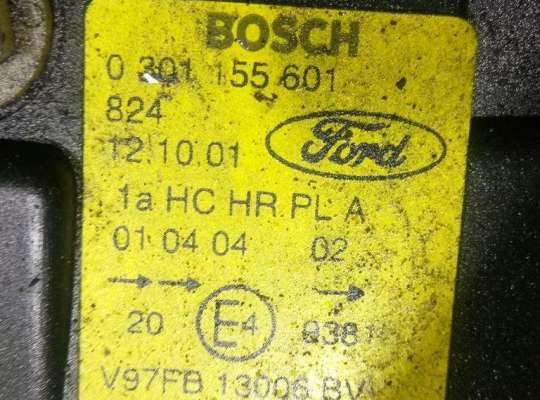 BOSCH
0 301 155 601
824
12.10.01 Ford
1a HC HR PL A
01 04 04 02
→→ →
20 E4
V97FB 13006 BV